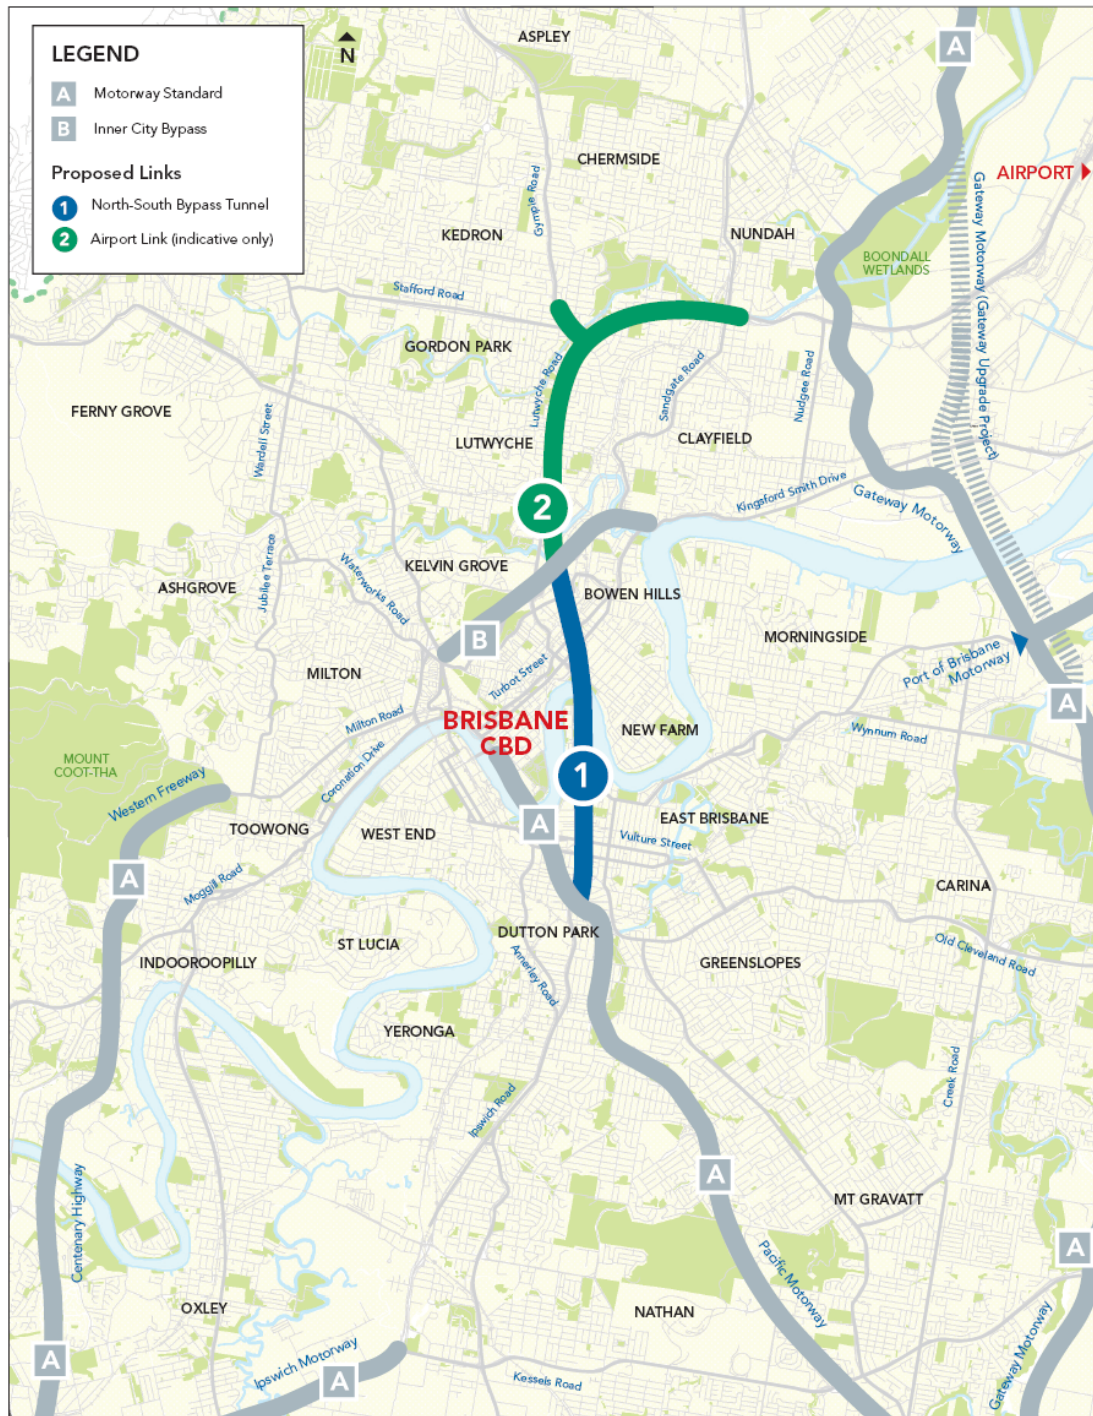 LEGEND
A Motorway Standard
B Inner City Bypass
Proposed Links
1 North-South Bypass Tunnel
2 Airport Link (indicative only)
N
ASPLEY
A
CHERMSIDE
AIRPORT
Gympie Road
KEDRON
NUNDAH
BOONDALL
WETLANDS
Gateway Motorway (Gateway Upgrade Project)
Stafford Road
GORDON PARK
Lutwyche Road
Sandgate Road
Nudgee Road
FERNY GROVE
Wardell Street
LUTWYCHE
CLAYFIELD
2
Kingsford Smith Drive
Gateway Motorway
Jubilee Terrace
Waterworks Road
KELVIN GROVE
ASHGROVE
BOWEN HILLS
B
MORNINGSIDE
Port of Brisbane
Motorway
MILTON
Turbot Street
A
Milton Road
BRISBANE
CBD
NEW FARM
Wynnum Road
MOUNT
COOT-THA
Coronation Drive
1
Western Freeway
TOOWONG
WEST END
A
EAST BRISBANE
Vulture Street
A
Moggill Road
CARINA
DUTTON PARK
ST LUCIA
INDOOROOPILLY
Annerley Road
GREENSLOPES
Old Cleveland Road
YERONGA
Creek Road
Ipswich Road
A
MT GRAVATT
Centenary Highway
Pacific Motorway
A
OXLEY
NATHAN
A
Ipswich Motorway
A
Kessels Road
Gateway Motorway